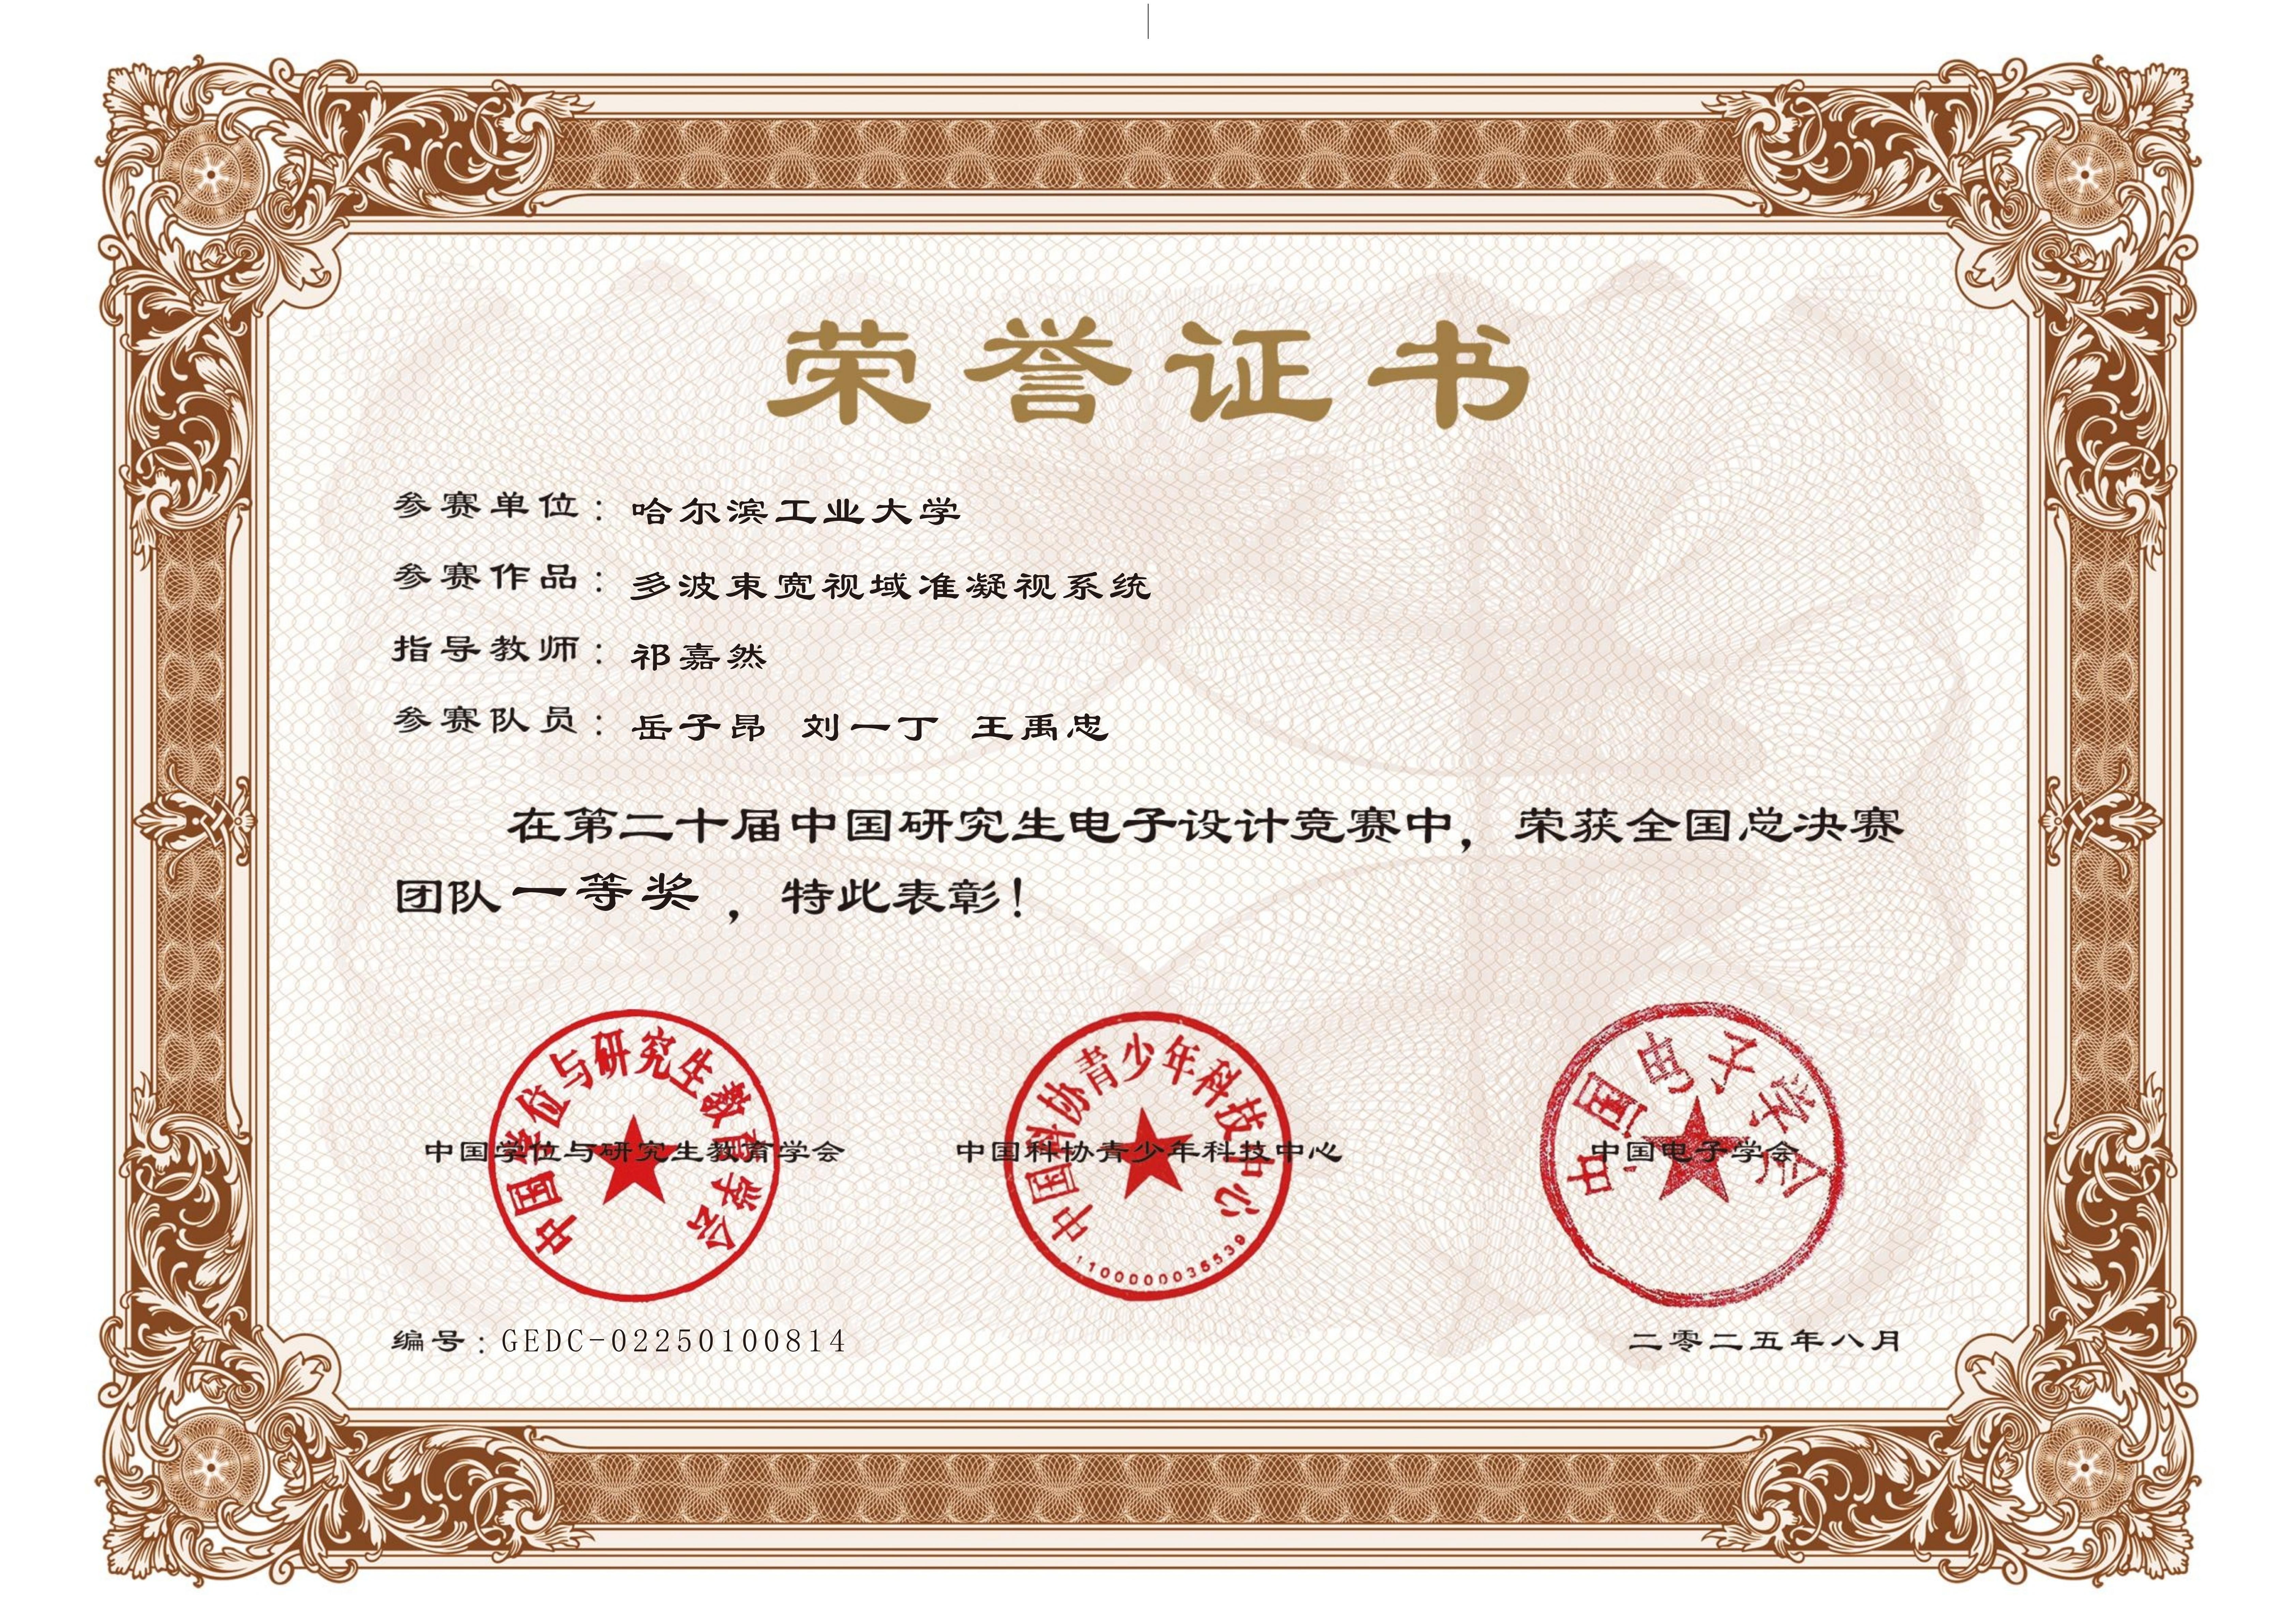 荣誉证书
参赛单位：哈尔滨工业大学
参赛作品：多波束宽视域准凝视系统
指导教师：祁嘉然
参赛队员：岳子昂 刘一丁 王禹忠
在第二十届中国研究生电子设计竞赛中，荣获全国总决赛
团队一等奖，特此表彰！
中国学位与研究生教育学会
中国学位与研究生教育学会
中国科协青少年科技中心
中国科协青少年科技中心
1100000035539
中国电子学会
中国电子学会
编号：GEDC-02250100814
二零二五年八月